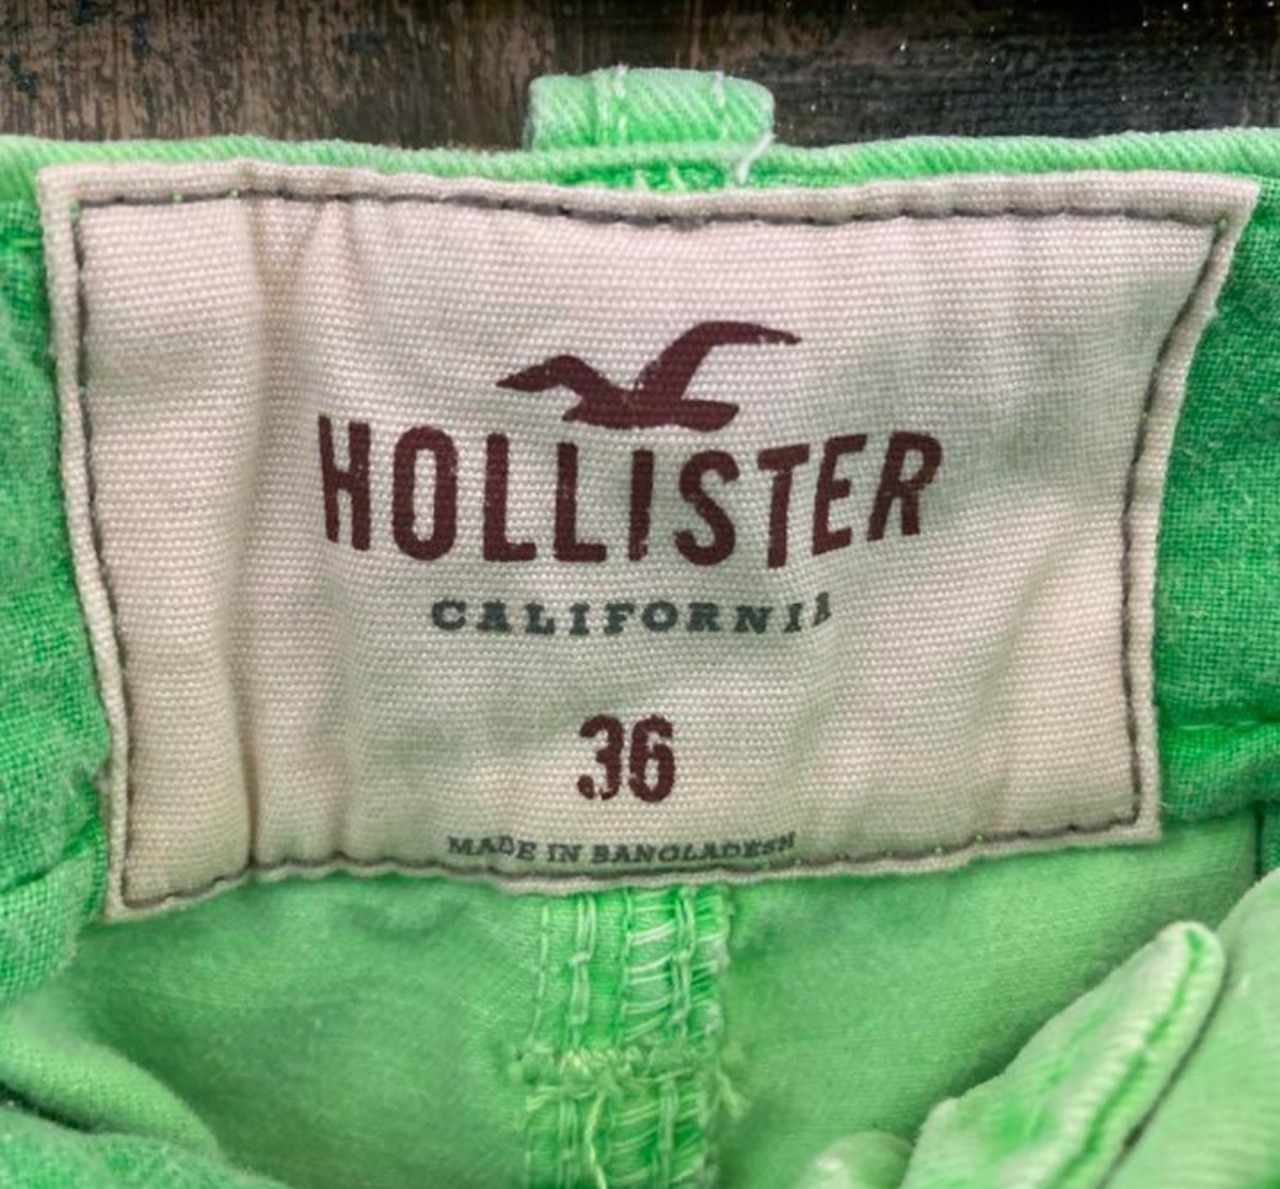 HOLLISTER
CALIFORNIA
36
MADE IN BANGLADESH